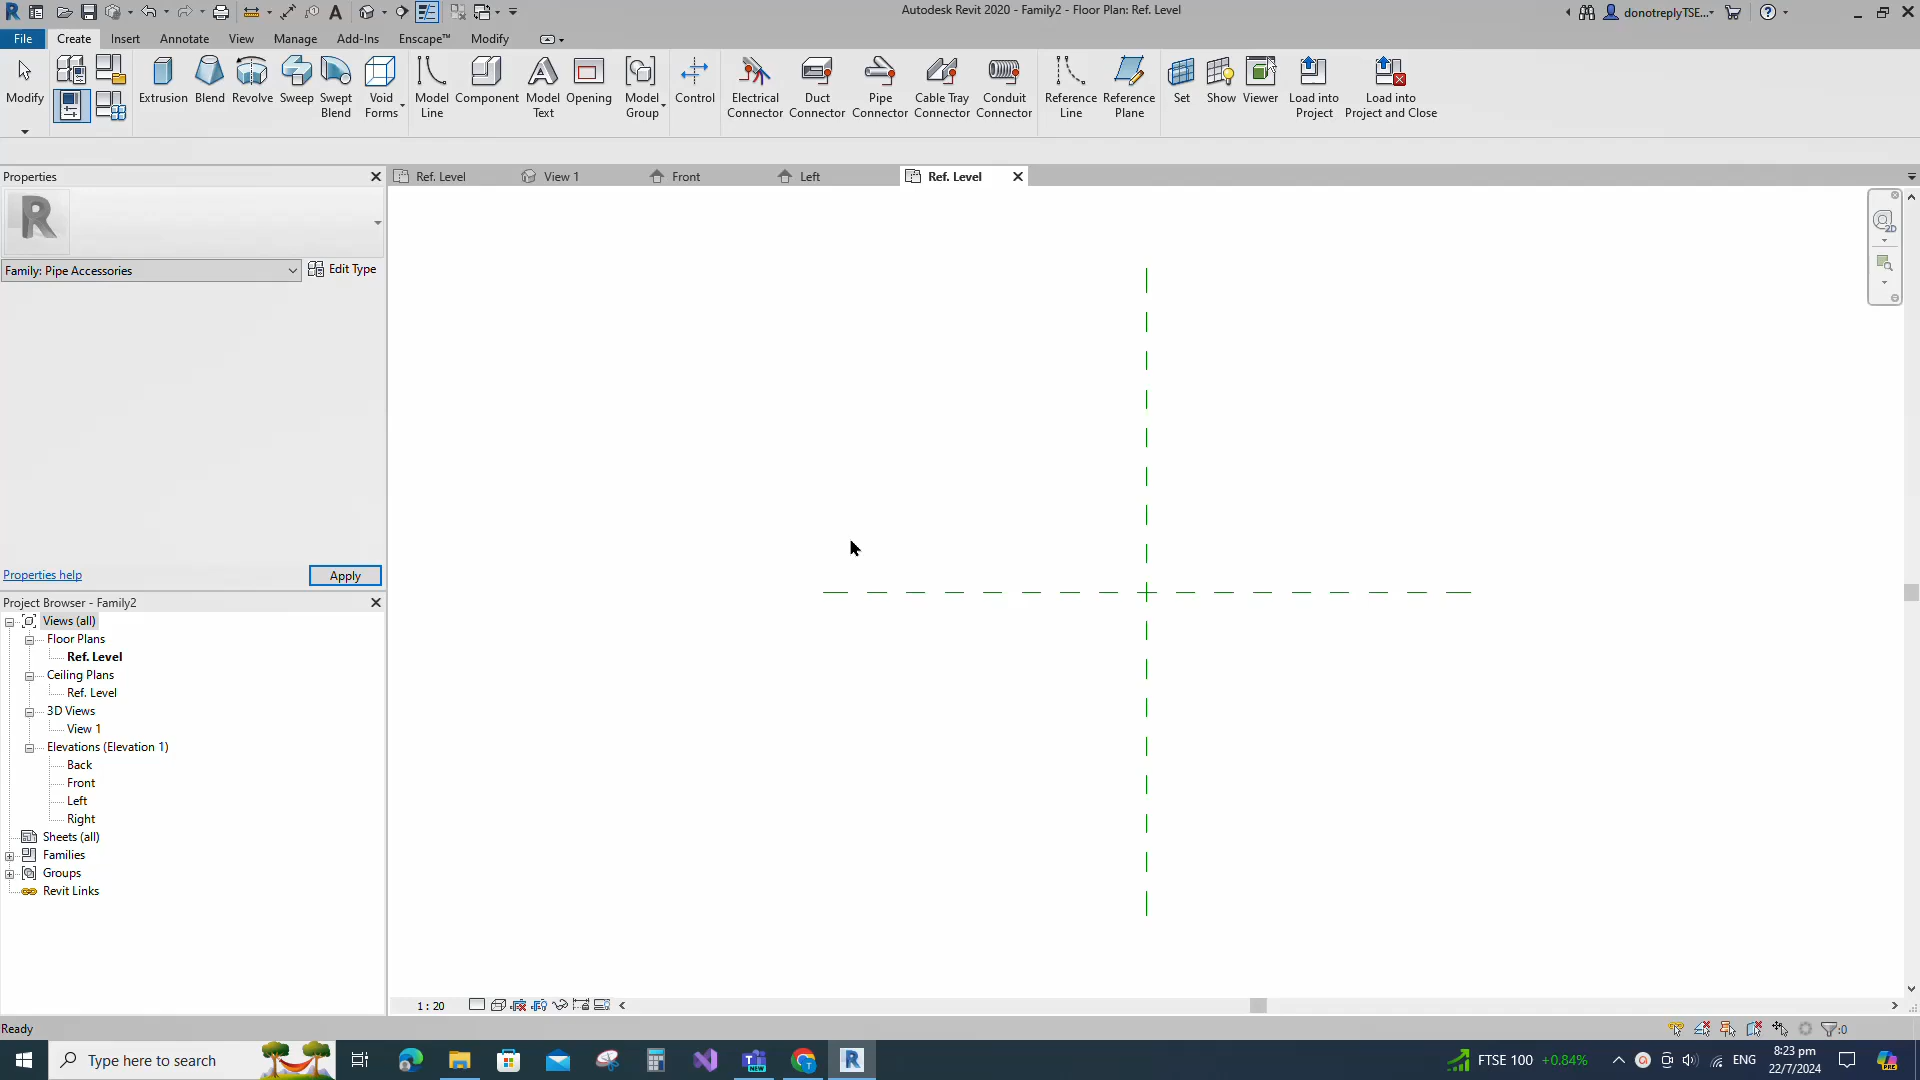 Autodesk Revit 2020 - Family2 - Floor Plan: Ref. Level
donotreplyTSE...
File Create Insert Annotate View Manage Add-Ins Enscape™ Modify
Modify
Extrusion
Blend
Revolve
Sweep
Swept
Blend
Void
Forms
Model
Line
Component
Model
Text
Opening
Model
Group
Control
Electrical
Connector
Duct
Connector
Pipe
Connector
Cable Tray
Connector
Conduit
Connector
Reference
Line
Reference
Plane
Set
Show
Viewer
Load into
Project
Load into
Project and Close
Properties
Ref. Level
View 1
Front
Left
Ref. Level
2D
Family: Pipe Accessories
Edit Type
Properties help
Apply
Project Browser - Family2
Views (all)
Floor Plans
Ref. Level
Ceiling Plans
Ref. Level
3D Views
View 1
Elevations (Elevation 1)
Back
Front
Left
Right
Sheets (all)
Families
Groups
Revit Links
1 : 20
Ready
:0
Type here to search
NEW
FTSE 100 +0.84%
ENG
8:23 pm
22/7/2024
PRE